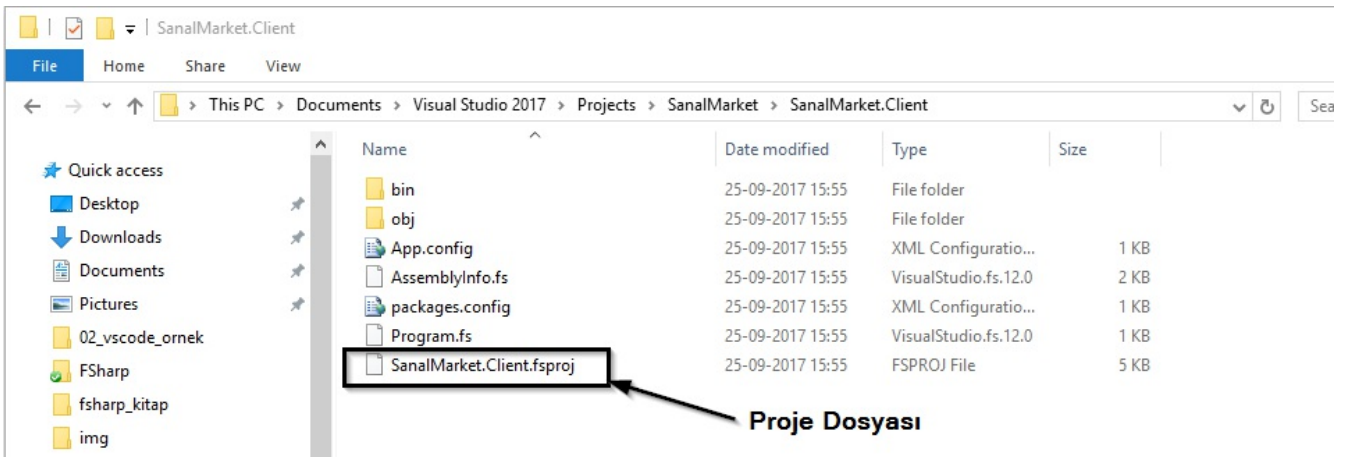 SanalMarket.Client
File Home Share View
This PC > Documents > Visual Studio 2017 > Projects > SanalMarket > SanalMarket.Client
Sea
Name Date modified Type Size
Quick access
Desktop
Downloads
Documents
Pictures
02_vscode_ornek
FSharp
fsharp_kitap
img
bin 25-09-2017 15:55 File folder
obj 25-09-2017 15:55 File folder
App.config 25-09-2017 15:55 XML Configuratio... 1 KB
AssemblyInfo.fs 25-09-2017 15:55 VisualStudio.fs.12.0 2 KB
packages.config 25-09-2017 15:55 XML Configuratio... 1 KB
Program.fs 25-09-2017 15:55 VisualStudio.fs.12.0 1 KB
SanalMarket.Client.fsproj 25-09-2017 15:55 FSPROJ File 5 KB
Proje Dosyası